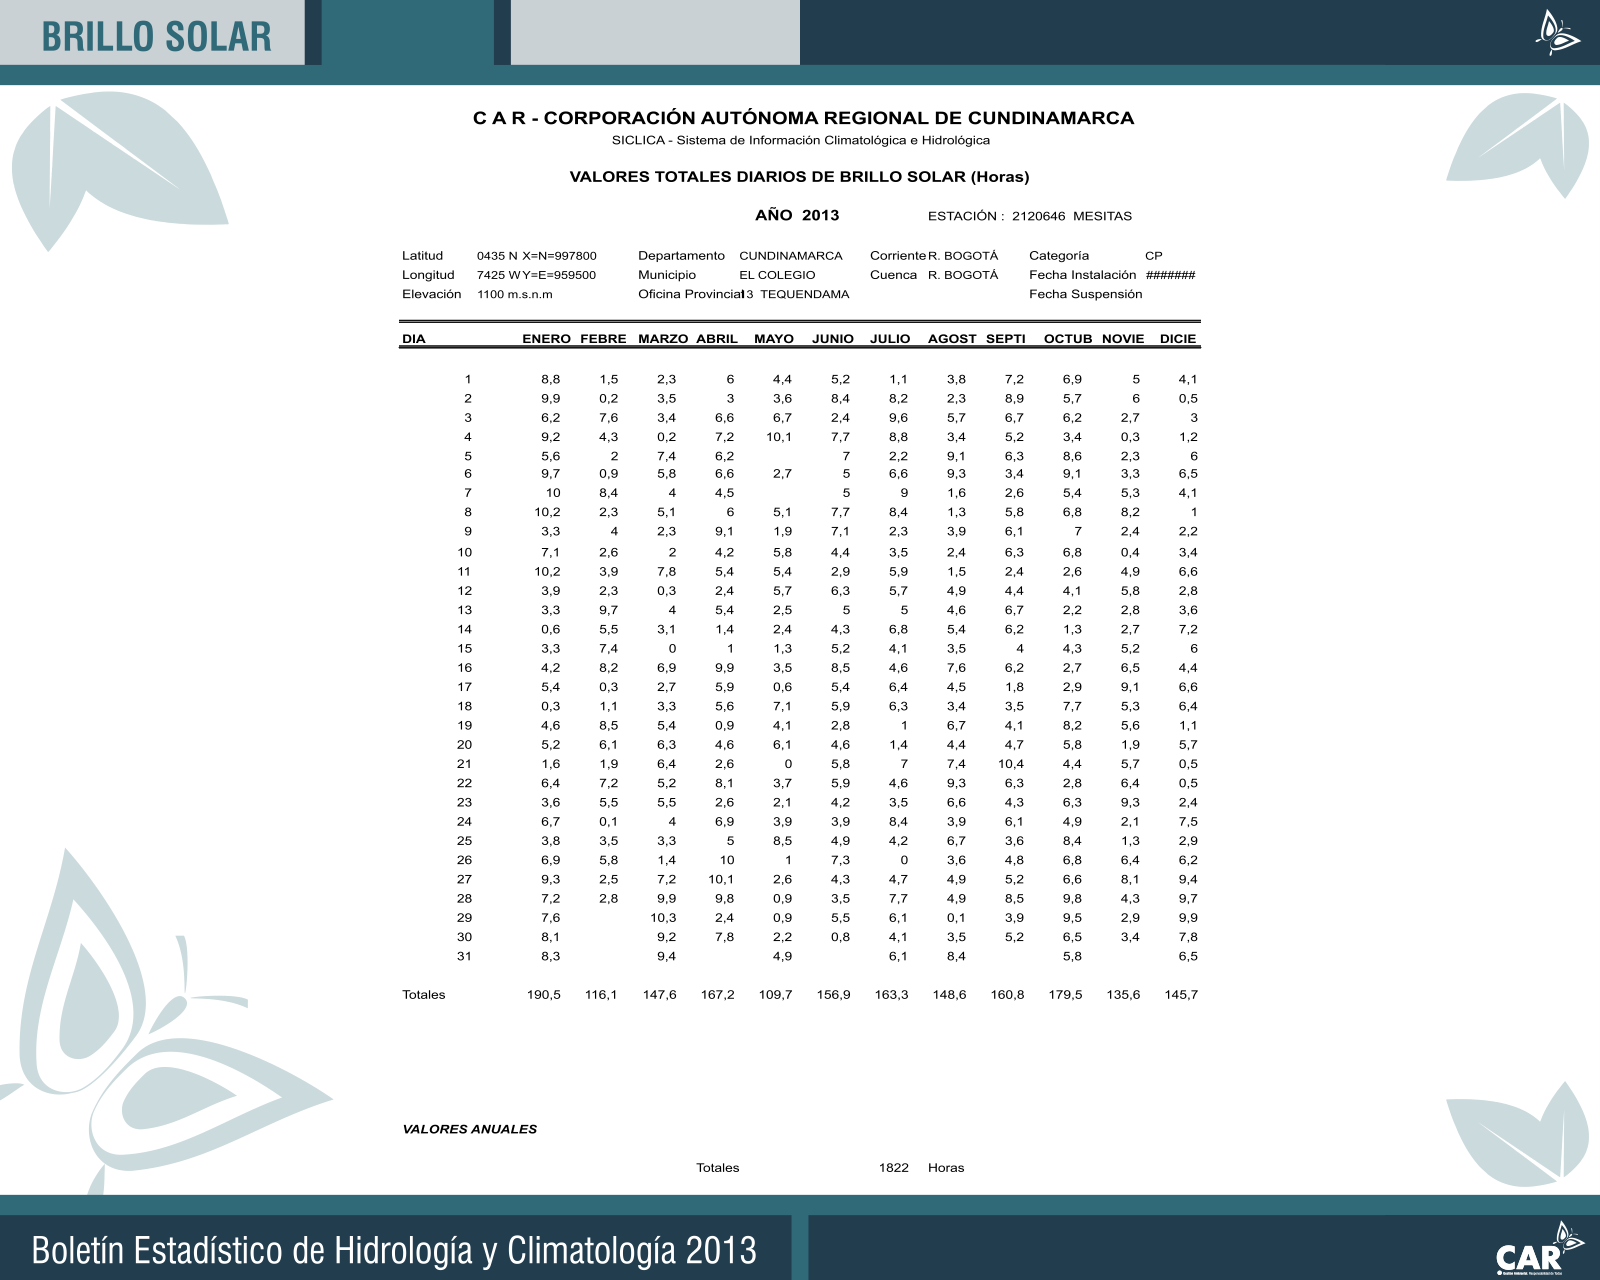 BRILLO SOLAR
C A R - CORPORACIÓN AUTÓNOMA REGIONAL DE CUNDINAMARCA
SICLICA - Sistema de Información Climatológica e Hidrológica
VALORES TOTALES DIARIOS DE BRILLO SOLAR (Horas)
AÑO 2013 ESTACIÓN : 2120646 MESITAS
Latitud 0435 N X=N=997800 Departamento CUNDINAMARCA Corriente R. BOGOTÁ Categoría CP
Longitud 7425 W Y=E=959500 Municipio EL COLEGIO Cuenca R. BOGOTÁ Fecha Instalación #######
Elevación 1100 m.s.n.m Oficina Provincial 13 TEQUENDAMA Fecha Suspensión
DIA ENERO FEBRE MARZO ABRIL MAYO JUNIO JULIO AGOST SEPTI OCTUB NOVIE DICIE
1 8,8 1,5 2,3 6 4,4 5,2 1,1 3,8 7,2 6,9 5 4,1
2 9,9 0,2 3,5 3 3,6 8,4 8,2 2,3 8,9 5,7 6 0,5
3 6,2 7,6 3,4 6,6 6,7 2,4 9,6 5,7 6,7 6,2 2,7 3
4 9,2 4,3 0,2 7,2 10,1 7,7 8,8 3,4 5,2 3,4 0,3 1,2
5 5,6 2 7,4 6,2 7 2,2 9,1 6,3 8,6 2,3 6
6 9,7 0,9 5,8 6,6 2,7 5 6,6 9,3 3,4 9,1 3,3 6,5
7 10 8,4 4 4,5 5 9 1,6 2,6 5,4 5,3 4,1
8 10,2 2,3 5,1 6 5,1 7,7 8,4 1,3 5,8 6,8 8,2 1
9 3,3 4 2,3 9,1 1,9 7,1 2,3 3,9 6,1 7 2,4 2,2
10 7,1 2,6 2 4,2 5,8 4,4 3,5 2,4 6,3 6,8 0,4 3,4
11 10,2 3,9 7,8 5,4 5,4 2,9 5,9 1,5 2,4 2,6 4,9 6,6
12 3,9 2,3 0,3 2,4 5,7 6,3 5,7 4,9 4,4 4,1 5,8 2,8
13 3,3 9,7 4 5,4 2,5 5 5 4,6 6,7 2,2 2,8 3,6
14 0,6 5,5 3,1 1,4 2,4 4,3 6,8 5,4 6,2 1,3 2,7 7,2
15 3,3 7,4 0 1 1,3 5,2 4,1 3,5 4 4,3 5,2 6
16 4,2 8,2 6,9 9,9 3,5 8,5 4,6 7,6 6,2 2,7 6,5 4,4
17 5,4 0,3 2,7 5,9 0,6 5,4 6,4 4,5 1,8 2,9 9,1 6,6
18 0,3 1,1 3,3 5,6 7,1 5,9 6,3 3,4 3,5 7,7 5,3 6,4
19 4,6 8,5 5,4 0,9 4,1 2,8 1 6,7 4,1 8,2 5,6 1,1
20 5,2 6,1 6,3 4,6 6,1 4,6 1,4 4,4 4,7 5,8 1,9 5,7
21 1,6 1,9 6,4 2,6 0 5,8 7 7,4 10,4 4,4 5,7 0,5
22 6,4 7,2 5,2 8,1 3,7 5,9 4,6 9,3 6,3 2,8 6,4 0,5
23 3,6 5,5 5,5 2,6 2,1 4,2 3,5 6,6 4,3 6,3 9,3 2,4
24 6,7 0,1 4 6,9 3,9 3,9 8,4 3,9 6,1 4,9 2,1 7,5
25 3,8 3,5 3,3 5 8,5 4,9 4,2 6,7 3,6 8,4 1,3 2,9
26 6,9 5,8 1,4 10 1 7,3 0 3,6 4,8 6,8 6,4 6,2
27 9,3 2,5 7,2 10,1 2,6 4,3 4,7 4,9 5,2 6,6 8,1 9,4
28 7,2 2,8 9,9 9,8 0,9 3,5 7,7 4,9 8,5 9,8 4,3 9,7
29 7,6 10,3 2,4 0,9 5,5 6,1 0,1 3,9 9,5 2,9 9,9
30 8,1 9,2 7,8 2,2 0,8 4,1 3,5 5,2 6,5 3,4 7,8
31 8,3 9,4 4,9 6,1 8,4 5,8 6,5
Totales 190,5 116,1 147,6 167,2 109,7 156,9 163,3 148,6 160,8 179,5 135,6 145,7
VALORES ANUALES
Totales 1822 Horas
Boletín Estadístico de Hidrología y Climatología 2013
CAR